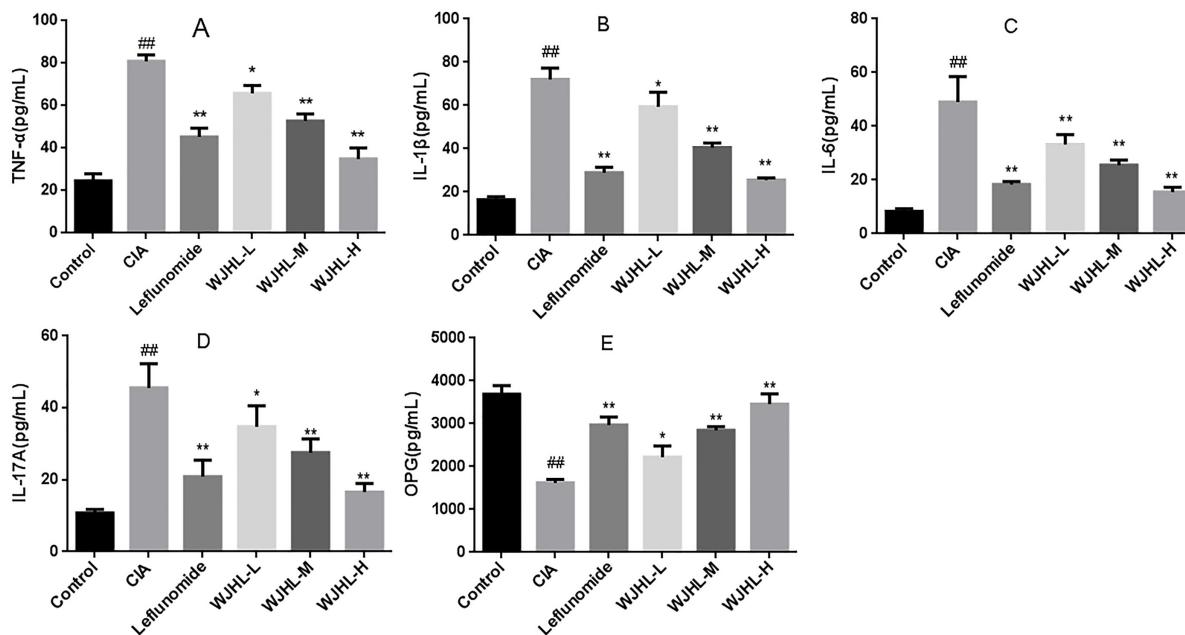 A
TNF-α(pg/mL)
100
80
60
40
20
0
##
*
**
**
**
Control
CIA
Leflunomide
WJHL-L
WJHL-M
WJHL-H
B
IL-1β(pg/mL)
100
80
60
40
20
0
##
**
*
**
**
Control
CIA
Leflunomide
WJHL-L
WJHL-M
WJHL-H
C
IL-6(pg/mL)
80
60
40
20
0
##
**
**
**
**
Control
CIA
Leflunomide
WJHL-L
WJHL-M
WJHL-H
D
IL-17A(pg/mL)
60
40
20
0
##
**
*
**
**
Control
CIA
Leflunomide
WJHL-L
WJHL-M
WJHL-H
E
OPG(pg/mL)
5000
4000
3000
2000
1000
0
##
**
*
**
**
Control
CIA
Leflunomide
WJHL-L
WJHL-M
WJHL-H